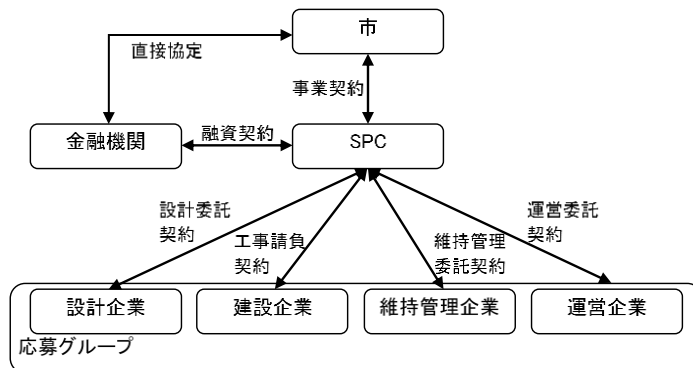 市
直接協定
事業契約
金融機関
融資契約
SPC
設計委託
契約
工事請負
契約
維持管理
委託契約
運営委託
契約
設計企業
建設企業
維持管理企業
運営企業
応募グループ